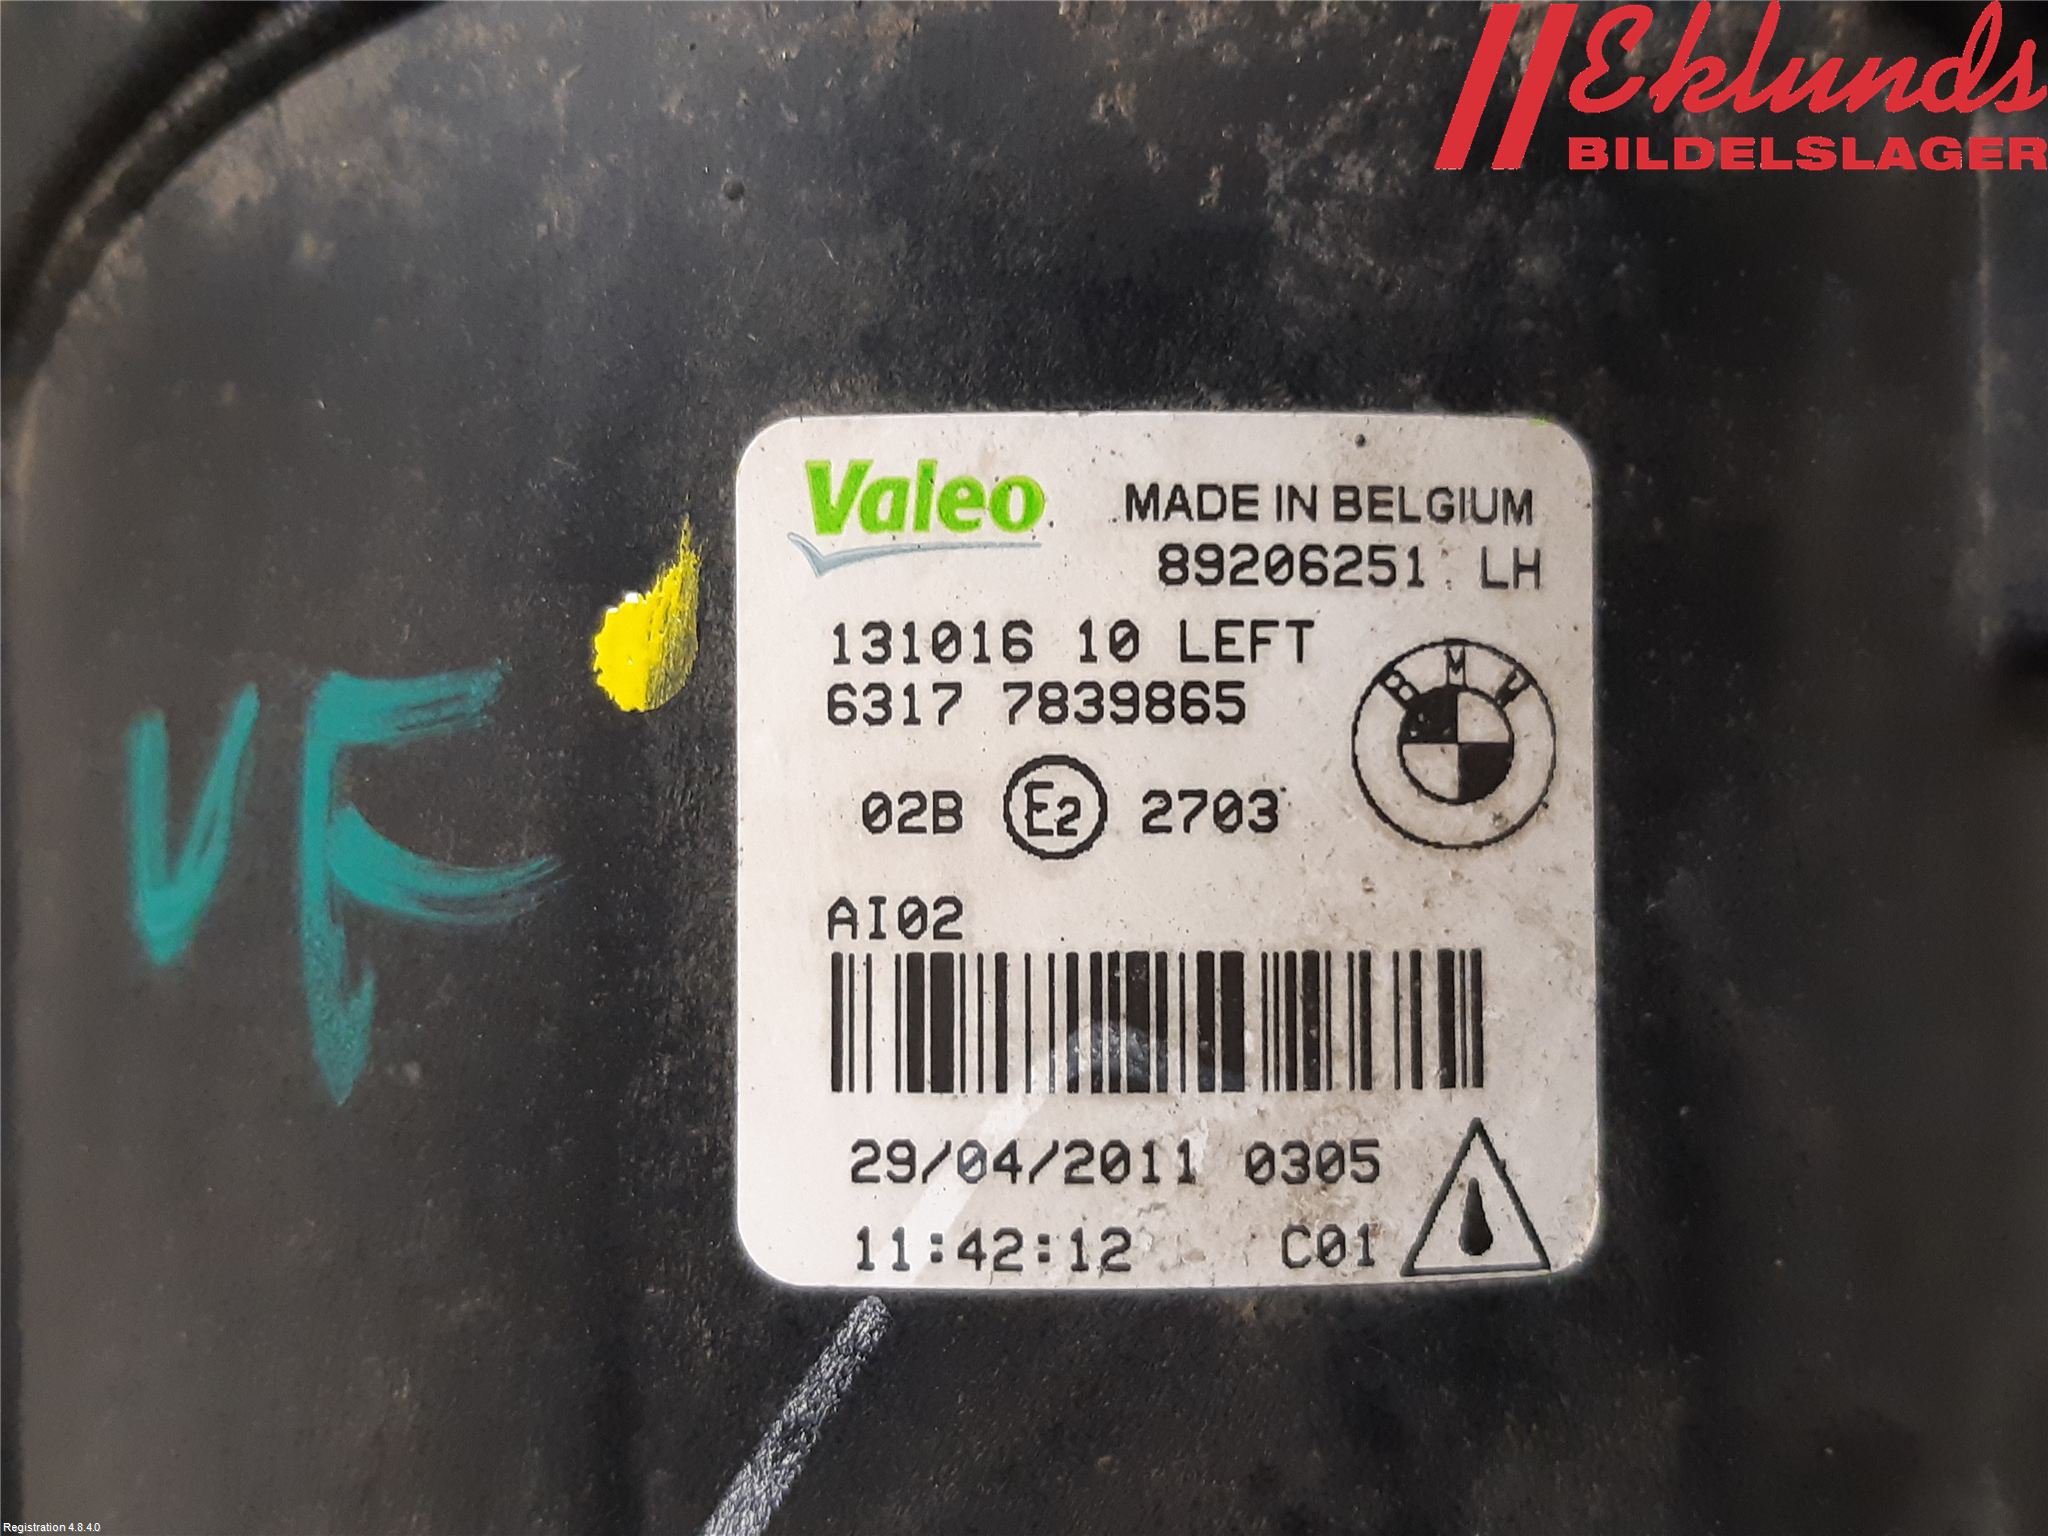 Eklunds
BILDELSLAGER
Valeo
MADE IN BELGIUM
89206251 LH
131016 10 LEFT
6317 7839865
BMW
02B E2 2703
AI02
29/04/2011 0305
11:42:12 C01
VF
Registration 4.8.4.0